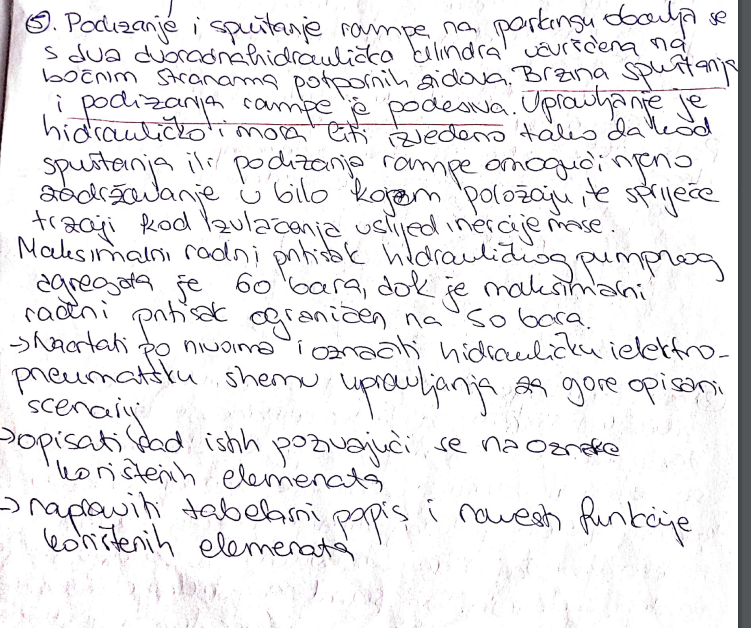 5. Podizanje i spuštanje rampe na parkingu obavlja se
s dva dvoradna hidraulička cilindra učvršćena na
bočnim stranama potpornih zidova. Brzina spuštanja
i podizanja rampe je podesiva. Upravljanje je
hidrauličko i mora biti izvedeno tako da kod
spuštanja ili podizanja rampe omogući njeno
zadržavanje u bilo kojem položaju, te spriječe
trzaji kod izvlačenja uslijed inercije mase.
Maksimalni radni pritisak hidrauličkog pumpnog
agregata je 60 bara, dok je maksimalni
radni pritisak ograničen na 50 bara.
→ Nacrtati po nivoima i označiti hidrauličku i elektro-
pneumatsku shemu upravljanja za gore opisani
scenarij
→ opisati rad istih pozivajući se na oznake
korištenih elemenata
→ napraviti tabelarni popis i navesti funkcije
korištenih elemenata